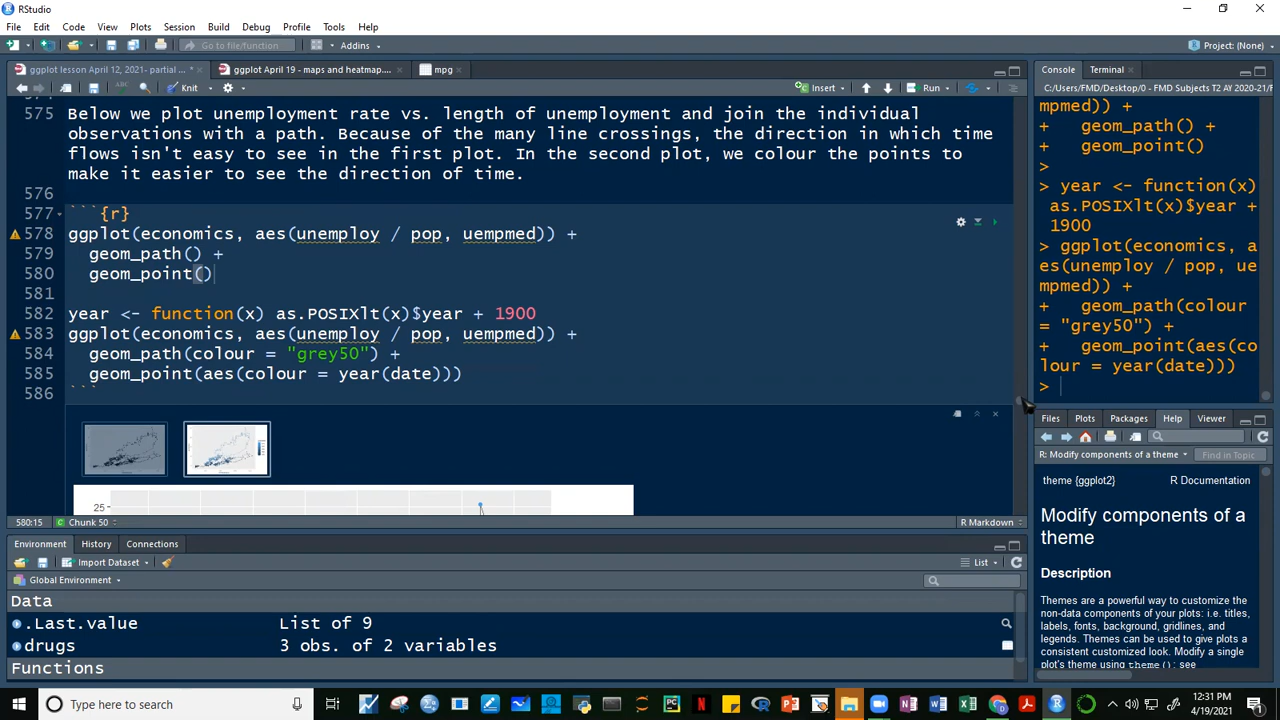 RStudio
File Edit Code View Plots Session Build Debug Profile Tools Help
Go to file/function Addins Project: (None)
ggplot lesson April 12, 2021- partial ... * ggplot April 19 - maps and heatmap.... mpg
Knit Insert Run
575 Below we plot unemployment rate vs. length of unemployment and join the individual
observations with a path. Because of the many line crossings, the direction in which time
flows isn't easy to see in the first plot. In the second plot, we colour the points to
make it easier to see the direction of time.
576
577 ```{r}
578 ggplot(economics, aes(unemploy / pop, uempmed)) +
579 geom_path() +
580 geom_point()
581
582 year <- function(x) as.POSIXlt(x)$year + 1900
583 ggplot(economics, aes(unemploy / pop, uempmed)) +
584 geom_path(colour = "grey50") +
585 geom_point(aes(colour = year(date)))
586 ```
25
580:15 Chunk 50 R Markdown
Environment History Connections
Import Dataset List
Global Environment
Data
.Last.value List of 9
drugs 3 obs. of 2 variables
Functions
Console Terminal
C:/Users/FMD/Desktop/0 - FMD Subjects T2 AY 2020-21/F
mpmed)) +
+ geom_path() +
+ geom_point()
>
> year <- function(x)
as.POSIXlt(x)$year +
1900
> ggplot(economics, a
es(unemploy / pop, ue
mpmed)) +
+ geom_path(colour
= "grey50") +
+ geom_point(aes(co
lour = year(date)))
>
Files Plots Packages Help Viewer
R: Modify components of a theme Find in Topic
theme {ggplot2} R Documentation
Modify components of a
theme
Description
Themes are a powerful way to customize the
non-data components of your plots: i.e. titles,
labels, fonts, background, gridlines, and
legends. Themes can be used to give plots a
consistent customized look. Modify a single
plot's theme using theme(); see
Type here to search
12:31 PM
4/19/2021